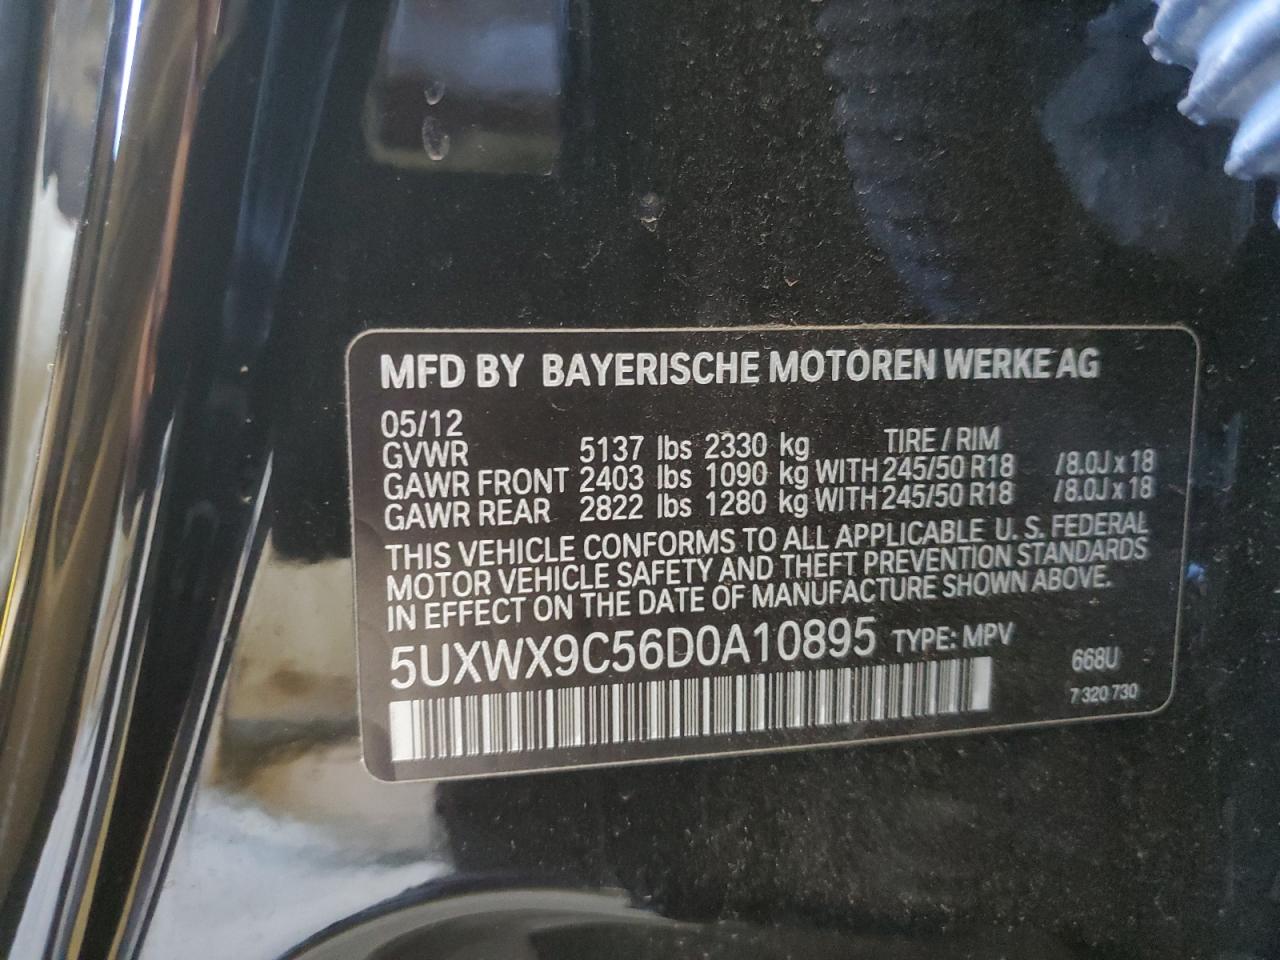 MFD BY BAYERISCHE MOTOREN WERKE AG
05/12
GVWR 5137 lbs 2330 kg TIRE / RIM
GAWR FRONT 2403 lbs 1090 kg WITH 245/50 R18 /8.0J x 18
GAWR REAR 2822 lbs 1280 kg WITH 245/50 R18 /8.0J x 18
THIS VEHICLE CONFORMS TO ALL APPLICABLE U. S. FEDERAL
MOTOR VEHICLE SAFETY AND THEFT PREVENTION STANDARDS
IN EFFECT ON THE DATE OF MANUFACTURE SHOWN ABOVE.
5UXWX9C56D0A10895 TYPE: MPV
668U
7 320 730